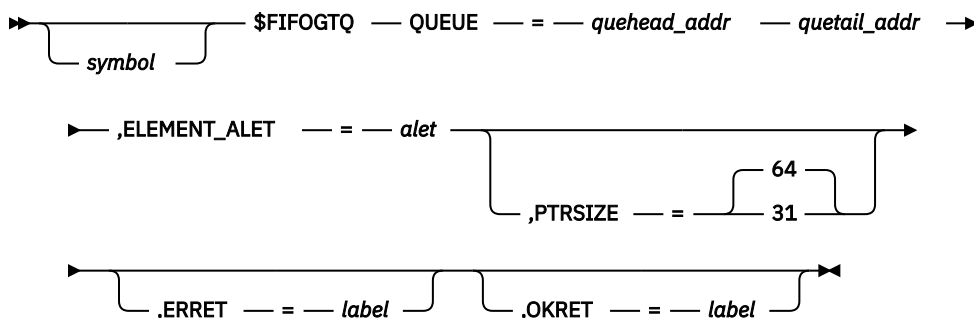 $FIFOGTQ QUEUE = quehead_addr quetail_addr
symbol
,ELEMENT_ALET = alet
64
,PTRSIZE = 31
,ERRET = label ,OKRET = label